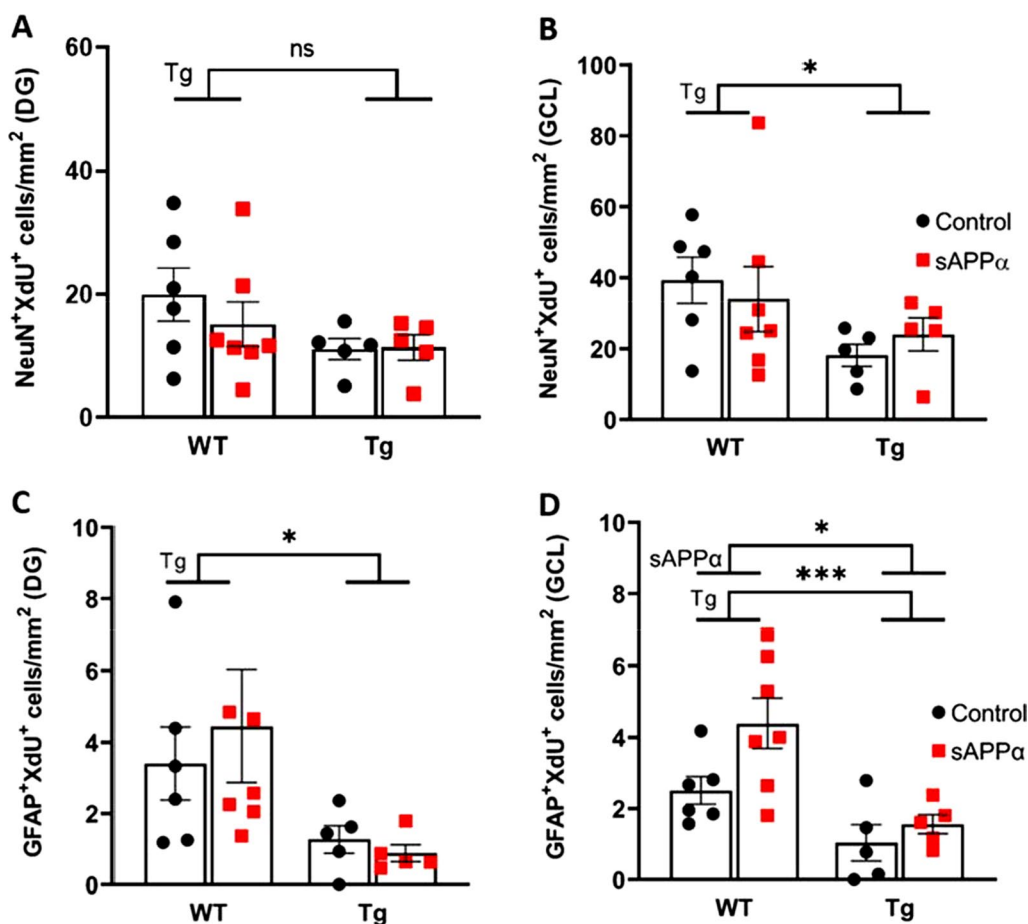 A
NeuN⁺XdU⁺ cells/mm² (DG)
60
40
20
0
Tg
ns
WT
Tg
B
NeuN⁺XdU⁺ cells/mm² (GCL)
100
80
60
40
20
0
Tg
*
Control
sAPPα
WT
Tg
C
GFAP⁺XdU⁺ cells/mm² (DG)
10
8
6
4
2
0
Tg
*
WT
Tg
D
GFAP⁺XdU⁺ cells/mm² (GCL)
10
8
6
4
2
0
sAPPα
*
Tg
***
Control
sAPPα
WT
Tg